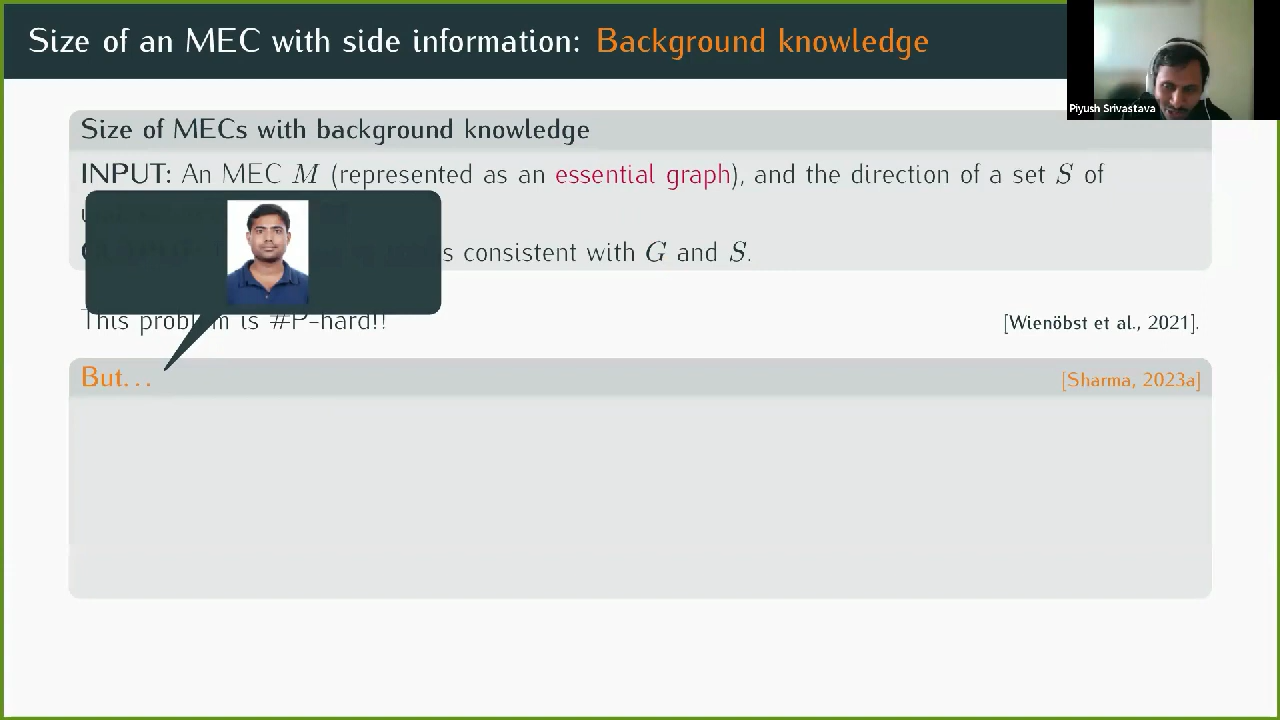 Size of an MEC with side information: Background knowledge
Piyush Srivastava
Size of MECs with background knowledge
INPUT: An MEC M (represented as an essential graph), and the direction of a set S of
consistent with G and S.
This problem is #P-hard!! [Wienöbst et al., 2021].
But... [Sharma, 2023a]